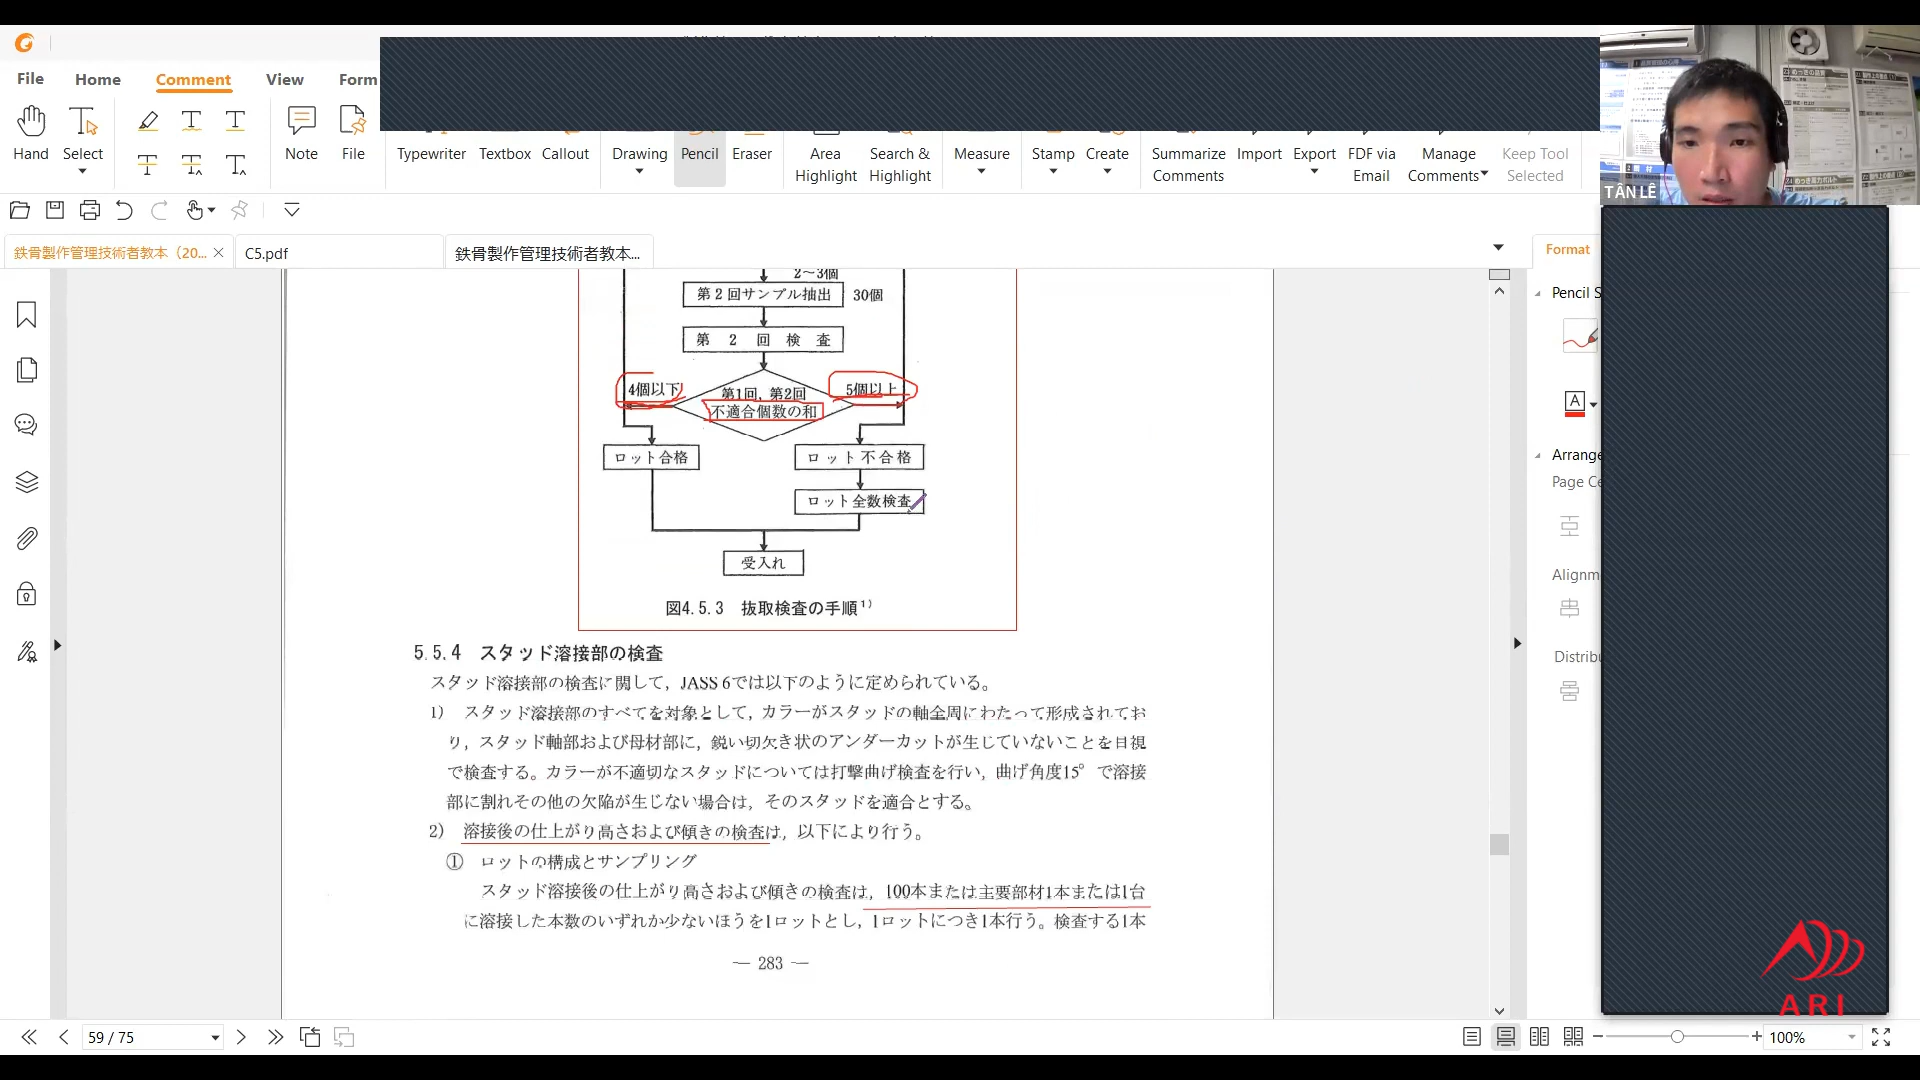 File
Home
Comment
View
Form
Hand
Select
Note
File
Typewriter
Textbox
Callout
Drawing
Pencil
Eraser
Area Highlight
Search & Highlight
Measure
Stamp
Create
Summarize Comments
Import
Export
FDF via Email
Manage Comments
Keep Tool Selected
TÂN LÊ
鉄骨製作管理技術者教本（20...
C5.pdf
鉄骨製作管理技術者教本...
Format
Pencil S
A
Arrange
Page Ce
Alignm
Distribu
2～3個
第2回サンプル抽出 30個
第 2 回 検 査
4個以下
第1回, 第2回
不適合個数の和
5個以上
ロット合格
ロット不合格
ロット全数検査
受入れ
図4.5.3 抜取検査の手順1)
5.5.4 スタッド溶接部の検査
スタッド溶接部の検査に関して，JASS 6では以下のように定められている。
1) スタッド溶接部のすべてを対象として，カラーがスタッドの軸全周にわたって形成されてお
り，スタッド軸部および母材部に，鋭い切欠き状のアンダーカットが生じていないことを目視
で検査する。カラーが不適切なスタッドについては打撃曲げ検査を行い，曲げ角度15°で溶接
部に割れその他の欠陥が生じない場合は，そのスタッドを適合とする。
2) 溶接後の仕上がり高さおよび傾きの検査は，以下により行う。
① ロットの構成とサンプリング
スタッド溶接後の仕上がり高さおよび傾きの検査は，100本または主要部材1本または1台
に溶接した本数のいずれか少ないほうを1ロットとし，1ロットにつき1本行う。検査する1本
— 283 —
ARI
59 / 75
100%